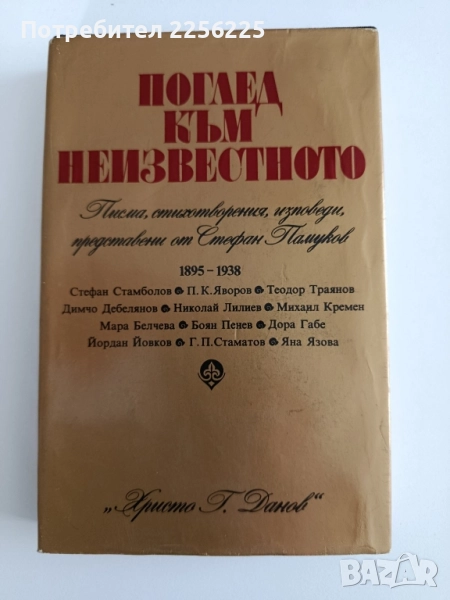 Потребител 2256225
ПОГЛЕД
КЪМ
НЕИЗВЕСТНОТО
Писма, стихотворения, изповеди,
представени от Стефан Памуков
1895–1938
Стефан Стамболов П. К. Яворов Теодор Траянов
Димчо Дебелянов Николай Лилиев Михаил Кремен
Мара Белчева Боян Пенев Дора Габе
Йордан Йовков Г. П. Стаматов Яна Язова
„Христо Г. Данов“
BAZAR
bg